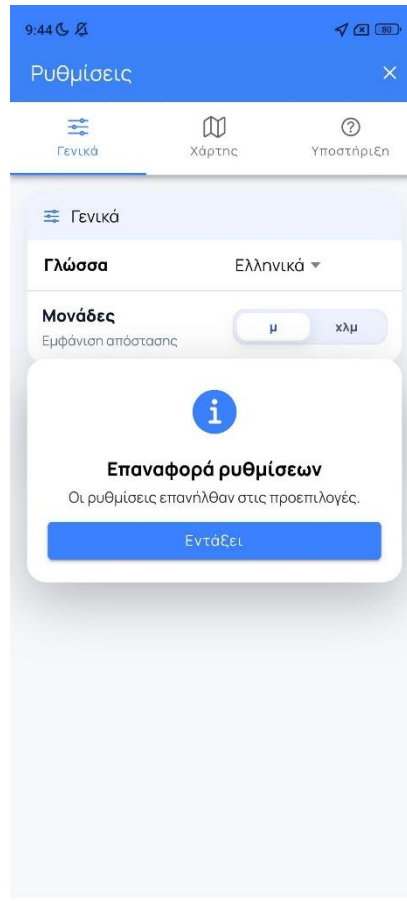 9:44
80
Ρυθμίσεις
Γενικά
Χάρτης
Υποστήριξη
Γενικά
Γλώσσα
Ελληνικά
Μονάδες
Εμφάνιση απόστασης
μ
χλμ
Επαναφορά ρυθμίσεων
Οι ρυθμίσεις επανήλθαν στις προεπιλογές.
Εντάξει